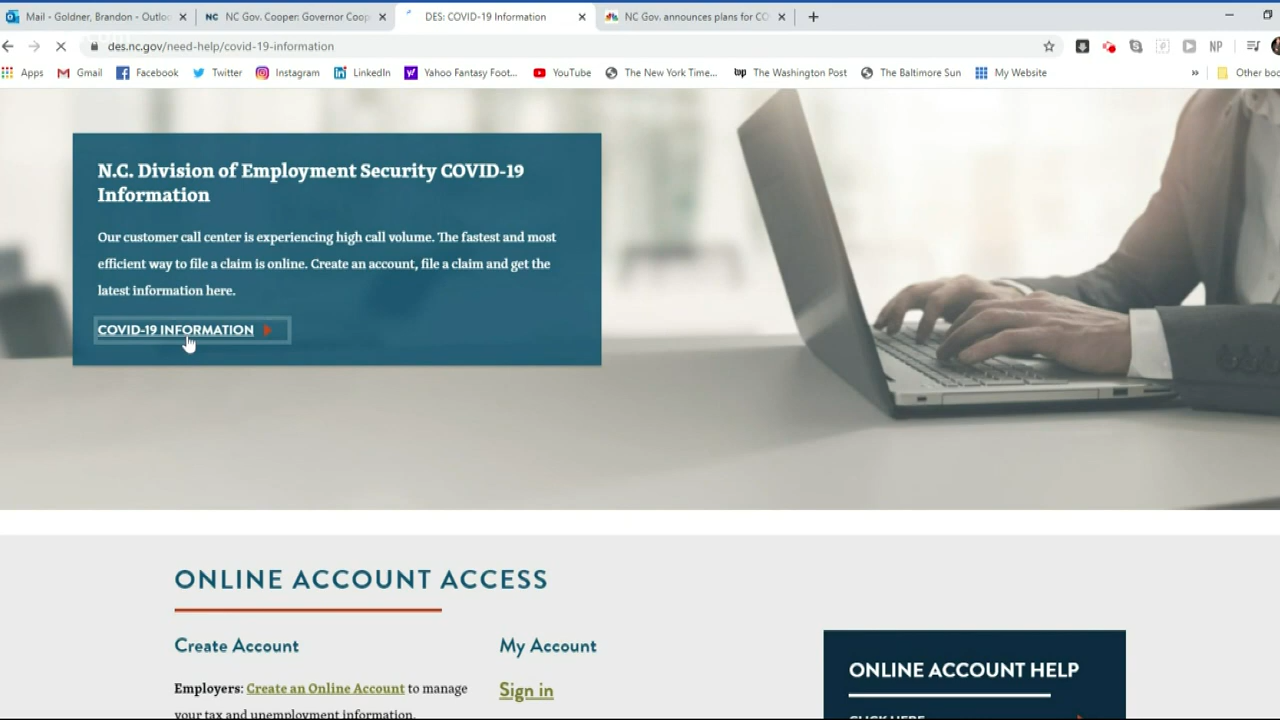 Mail - Goldner, Brandon - Outloo
NC NC Gov. Cooper: Governor Coop
DES: COVID-19 Information
NC Gov. announces plans for CO
des.nc.gov/need-help/covid-19-information
NP
Apps
Gmail
Facebook
Twitter
Instagram
LinkedIn
Yahoo Fantasy Foot...
YouTube
The New York Time...
wp The Washington Post
The Baltimore Sun
My Website
»
Other boo
N.C. Division of Employment Security COVID-19
Information
Our customer call center is experiencing high call volume. The fastest and most
efficient way to file a claim is online. Create an account, file a claim and get the
latest information here.
COVID-19 INFORMATION
ONLINE ACCOUNT ACCESS
Create Account
Employers: Create an Online Account to manage
your tax and unemployment information.
My Account
Sign in
ONLINE ACCOUNT HELP
CLICK HERE